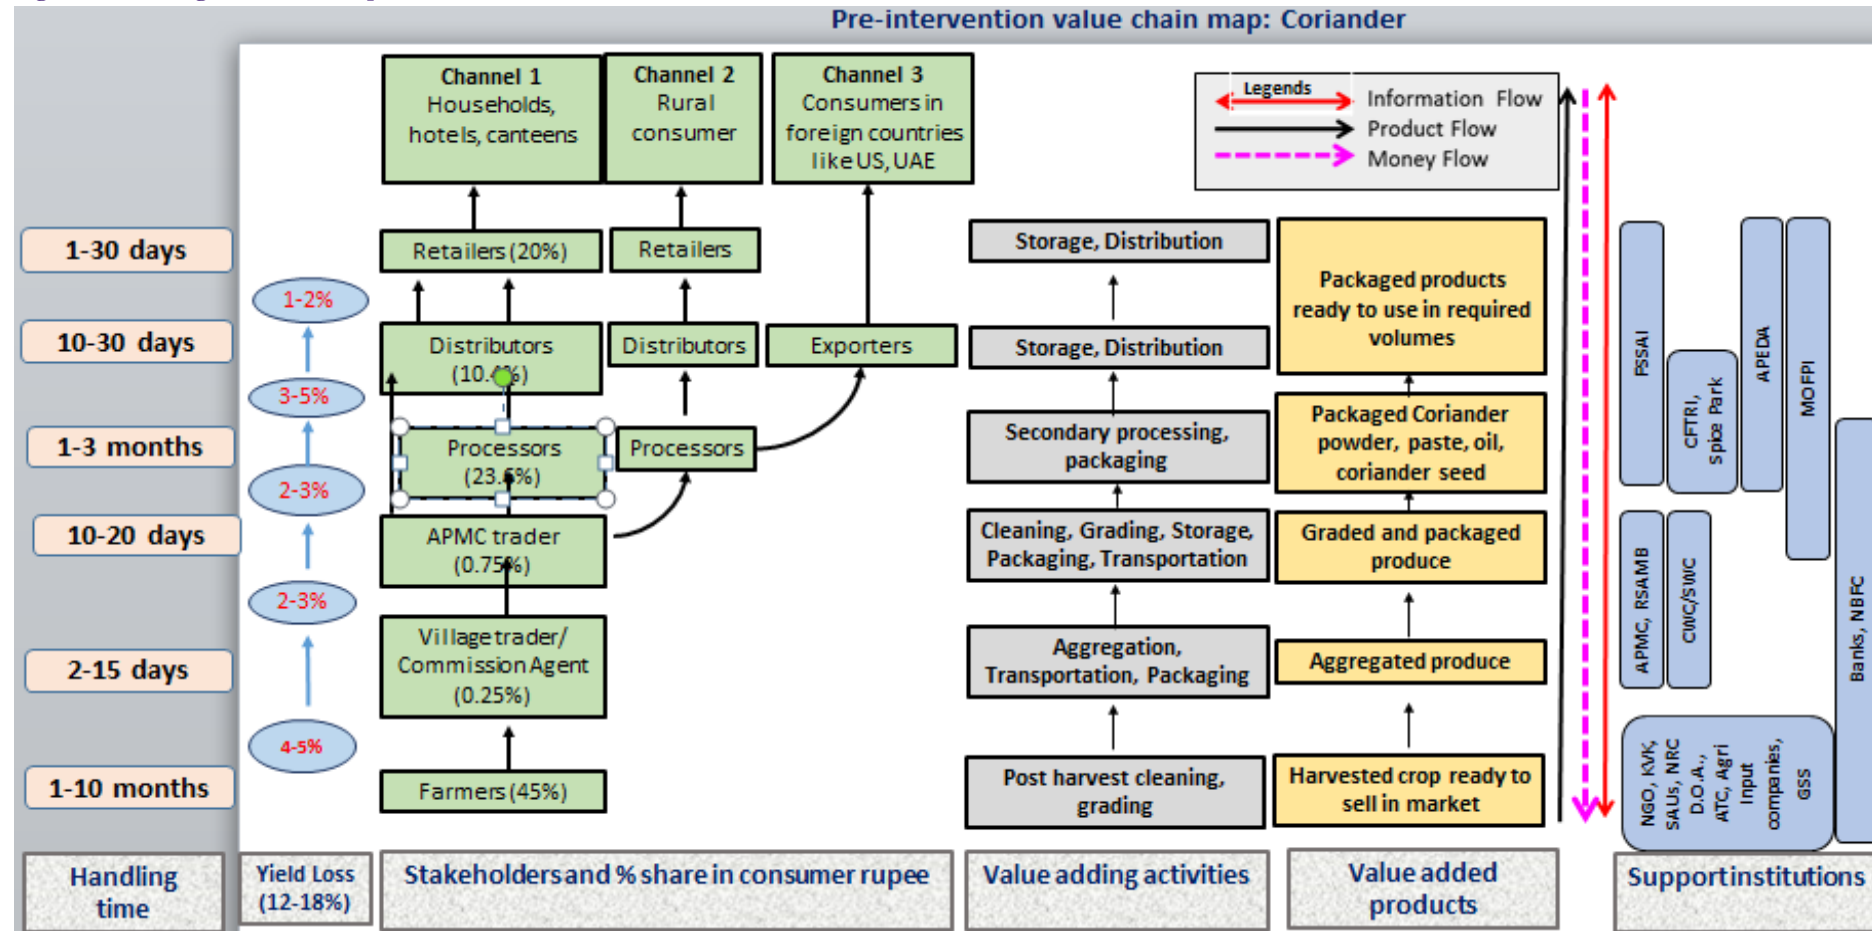 Pre-intervention value chain map: Coriander
Channel 1
Households,
hotels, canteens
Channel 2
Rural
consumer
Channel 3
Consumers in
foreign countries
like US, UAE
Legends
Information Flow
Product Flow
Money Flow
1-30 days
Retailers (20%)
Retailers
Storage, Distribution
Packaged products
ready to use in required
volumes
1-2%
10-30 days
Distributors
(10.4%)
Distributors
Exporters
Storage, Distribution
3-5%
1-3 months
Processors
(23.6%)
Processors
Secondary processing,
packaging
Packaged Coriander
powder, paste, oil,
coriander seed
2-3%
10-20 days
APMC trader
(0.75%)
Cleaning, Grading, Storage,
Packaging, Transportation
Graded and packaged
produce
2-3%
2-15 days
Village trader/
Commission Agent
(0.25%)
Aggregation,
Transportation, Packaging
Aggregated produce
4-5%
1-10 months
Farmers (45%)
Post harvest cleaning,
grading
Harvested crop ready to
sell in market
FSSAI
CFTRI,
spice Park
APEDA
MOFPI
APMC, RSAMB
CWC/SWC
Banks, NBFC
NGO, KVK,
SAUs, NRC
D.O.A.,
ATC, Agri
Input
companies,
GSS
Handling
time
Yield Loss
(12-18%)
Stakeholders and % share in consumer rupee
Value adding activities
Value added
products
Support institutions